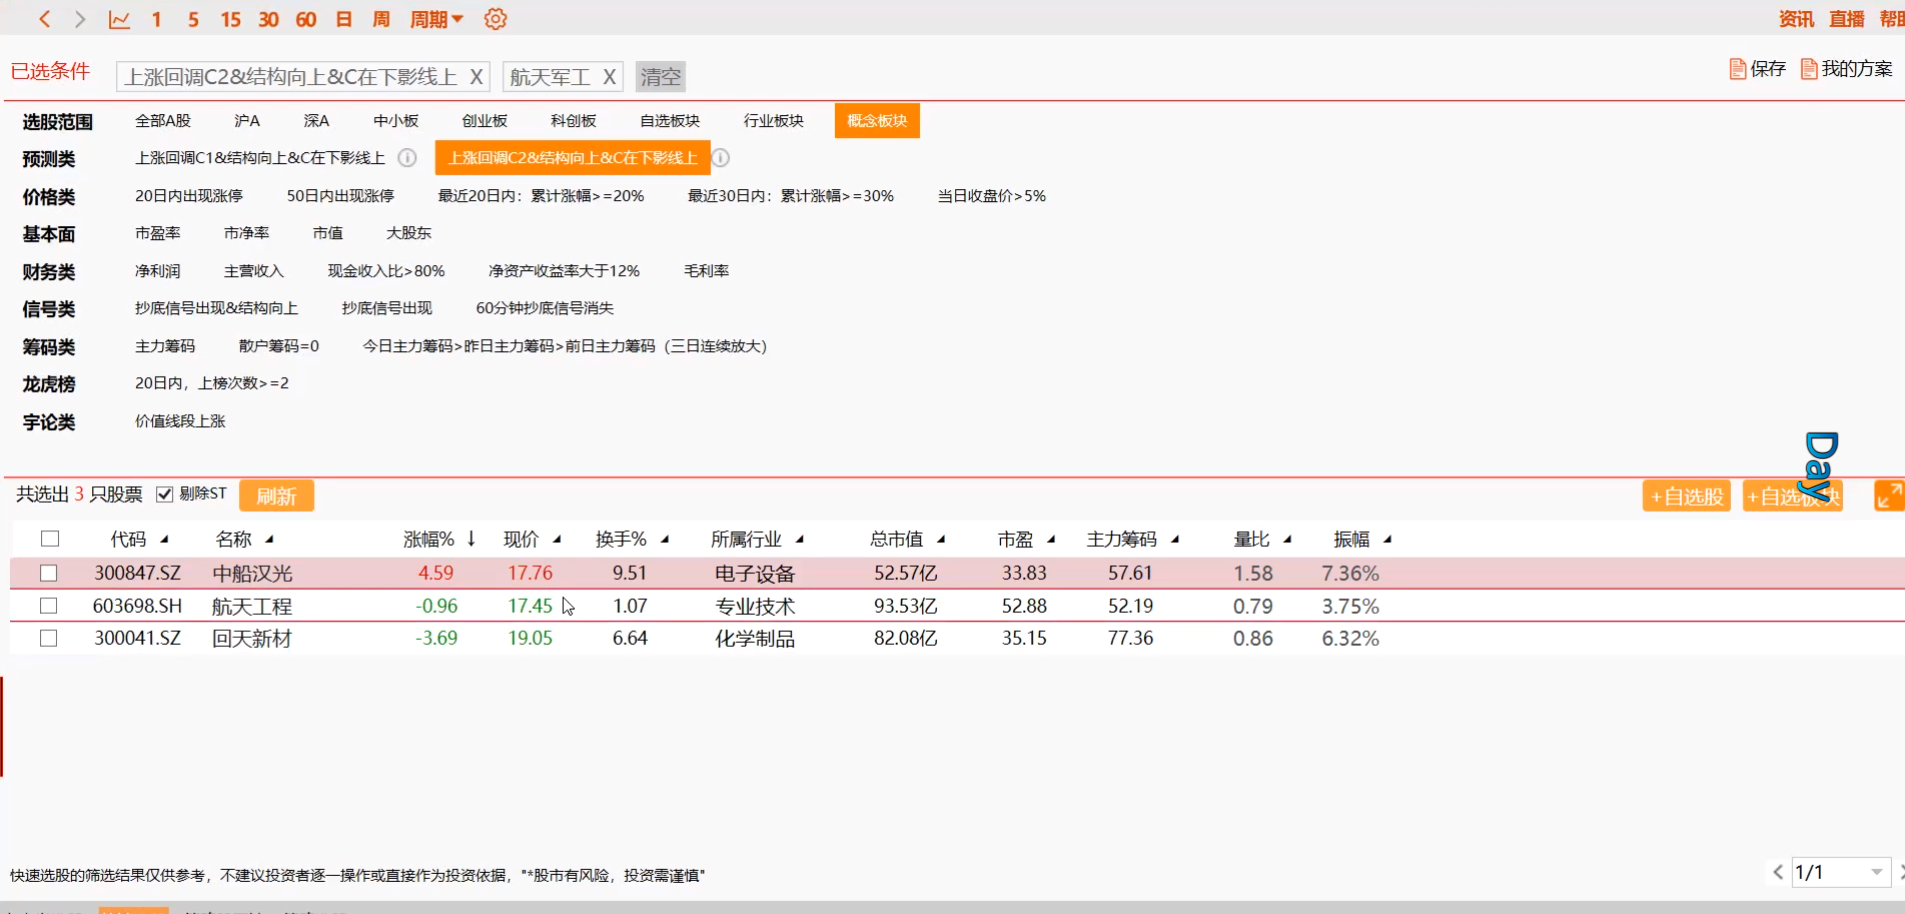 1 5 15 30 60 日 周 周期 资讯 直播 帮助
已选条件 上涨回调C2&结构向上&C在下影线上 X 航天军工 X 清空 保存 我的方案
选股范围 全部A股 沪A 深A 中小板 创业板 科创板 自选板块 行业板块 概念板块
预测类 上涨回调C1&结构向上&C在下影线上 上涨回调C2&结构向上&C在下影线上
价格类 20日内出现涨停 50日内出现涨停 最近20日内：累计涨幅>=20% 最近30日内：累计涨幅>=30% 当日收盘价>5%
基本面 市盈率 市净率 市值 大股东
财务类 净利润 主营收入 现金收入比>80% 净资产收益率大于12% 毛利率
信号类 抄底信号出现&结构向上 抄底信号出现 60分钟抄底信号消失
筹码类 主力筹码 散户筹码=0 今日主力筹码>昨日主力筹码>前日主力筹码（三日连续放大）
龙虎榜 20日内，上榜次数>=2
宇论类 价值线段上涨
Day
共选出 3 只股票 剔除ST 刷新 +自选股 +自选板块
代码 名称 涨幅% ↓ 现价 换手% 所属行业 总市值 市盈 主力筹码 量比 振幅
300847.SZ 中船汉光 4.59 17.76 9.51 电子设备 52.57亿 33.83 57.61 1.58 7.36%
603698.SH 航天工程 -0.96 17.45 1.07 专业技术 93.53亿 52.88 52.19 0.79 3.75%
300041.SZ 回天新材 -3.69 19.05 6.64 化学制品 82.08亿 35.15 77.36 0.86 6.32%
快速选股的筛选结果仅供参考，不建议投资者逐一操作或直接作为投资依据，"*股市有风险，投资需谨慎" 1/1